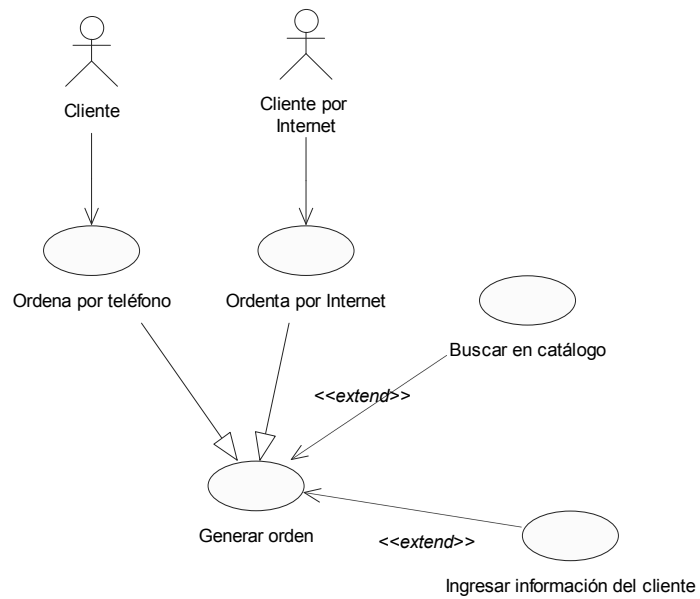 Cliente
Cliente por
Internet
Ordena por teléfono
Ordenta por Internet
Buscar en catálogo
<<extend>>
Generar orden
<<extend>>
Ingresar información del cliente